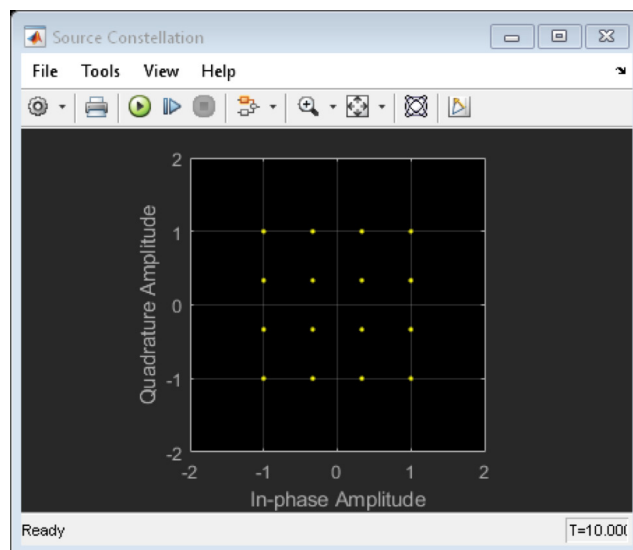 Source Constellation
File Tools View Help
Quadrature Amplitude
2
1
0
-1
-2
-2 -1 0 1 2
In-phase Amplitude
Ready T=10.00